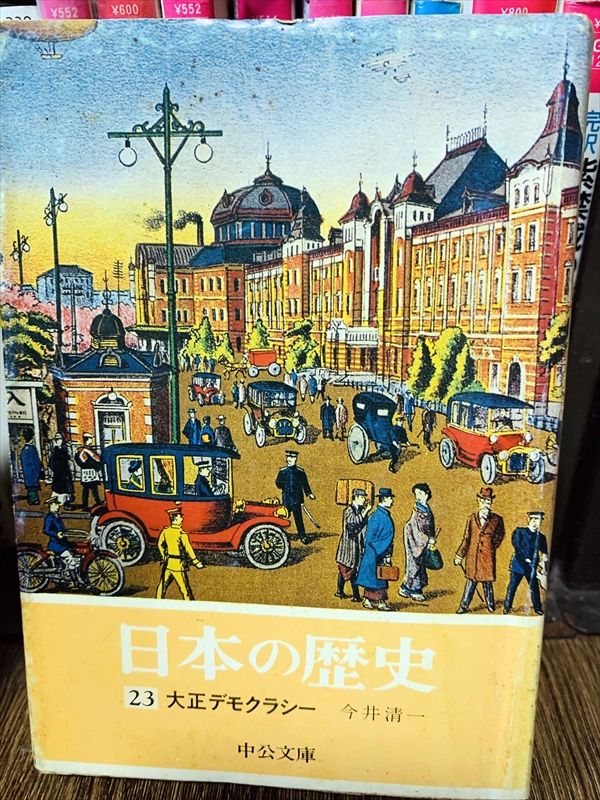 ¥552
¥600
¥552
¥800
入
日本の歴史
23 大正デモクラシー 今井清一
中公文庫